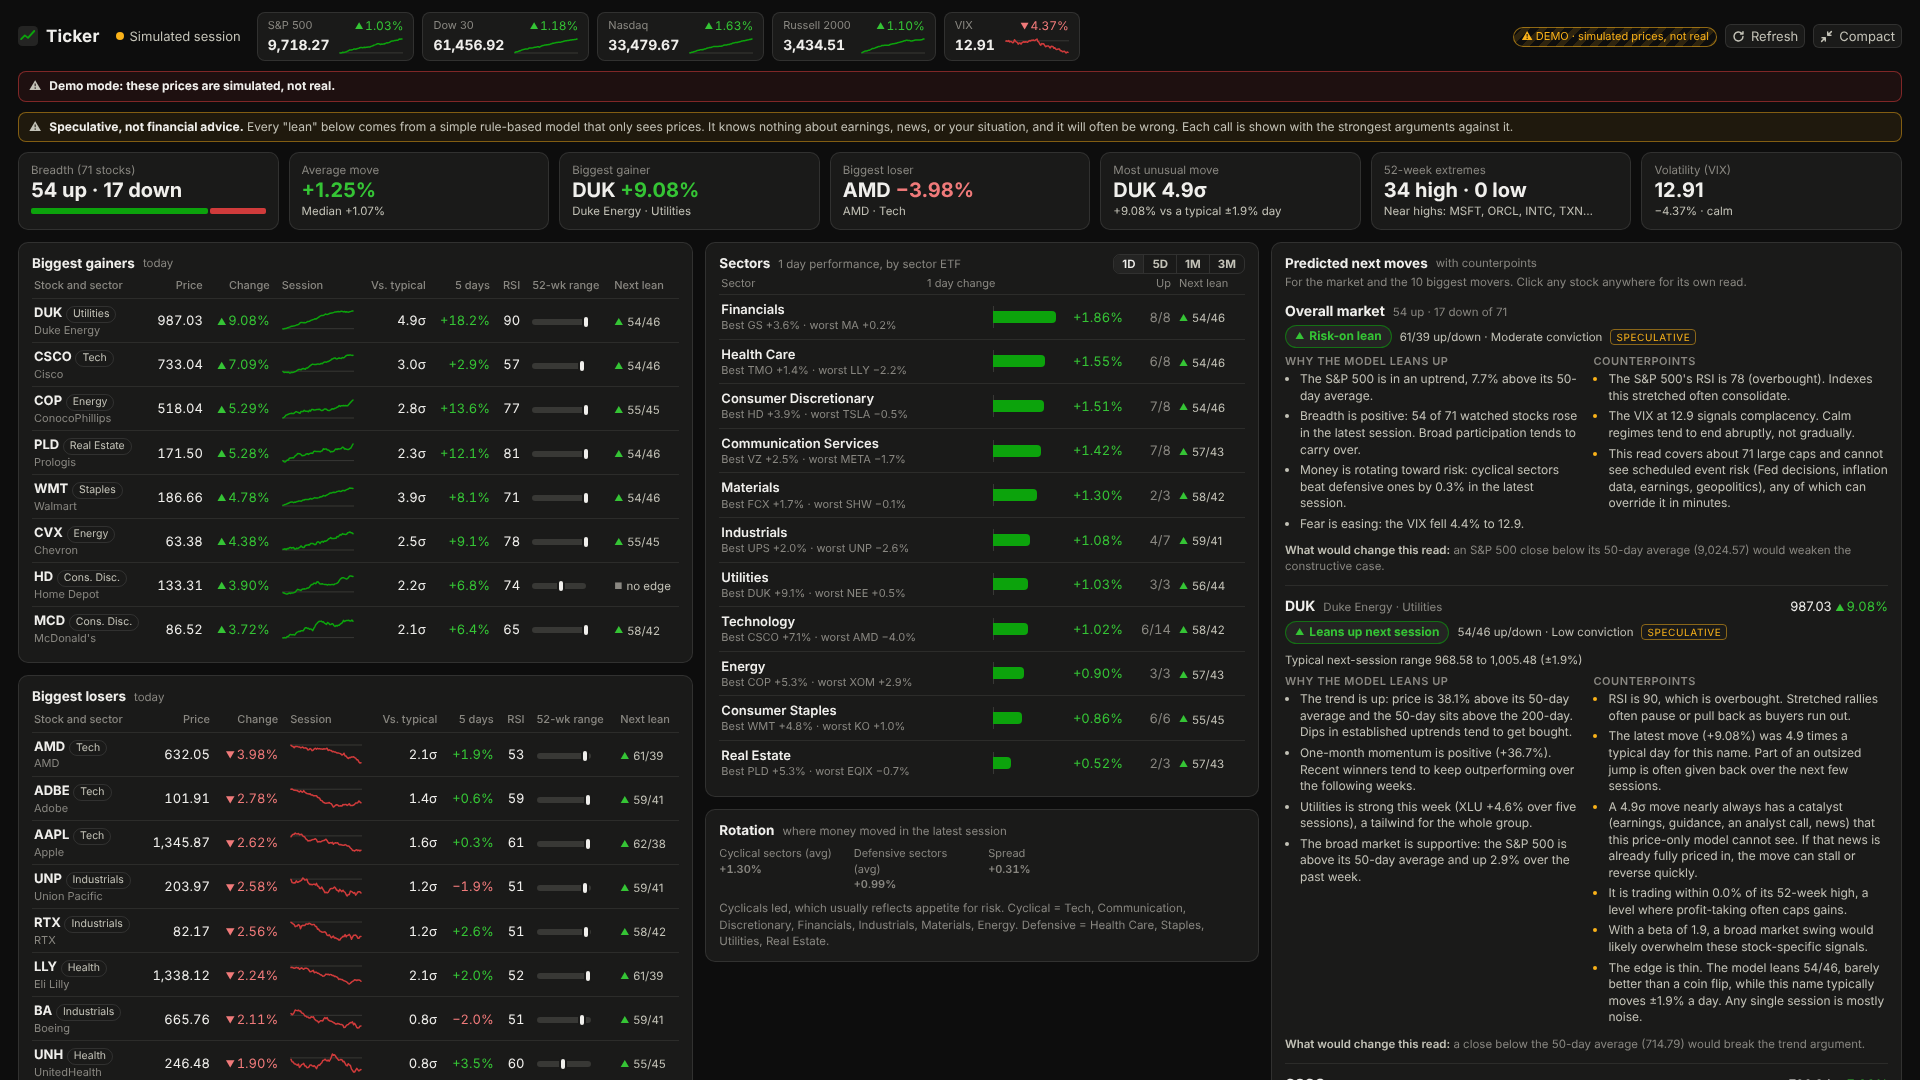 Ticker
Simulated session
S&P 500 ▲1.03%
9,718.27
Dow 30 ▲1.18%
61,456.92
Nasdaq ▲1.63%
33,479.67
Russell 2000 ▲1.10%
3,434.51
VIX ▼4.37%
12.91
DEMO · simulated prices, not real
Refresh
Compact
Demo mode: these prices are simulated, not real.
Speculative, not financial advice. Every "lean" below comes from a simple rule-based model that only sees prices. It knows nothing about earnings, news, or your situation, and it will often be wrong. Each call is shown with the strongest arguments against it.
Breadth (71 stocks)
54 up · 17 down
Average move
+1.25%
Median +1.07%
Biggest gainer
DUK +9.08%
Duke Energy · Utilities
Biggest loser
AMD −3.98%
AMD · Tech
Most unusual move
DUK 4.9σ
+9.08% vs a typical ±1.9% day
52-week extremes
34 high · 0 low
Near highs: MSFT, ORCL, INTC, TXN...
Volatility (VIX)
12.91
−4.37% · calm
Biggest gainers today
Stock and sector Price Change Session Vs. typical 5 days RSI 52-wk range Next lean
DUK Utilities 987.03 ▲9.08% 4.9σ +18.2% 90 ▲ 54/46
Duke Energy
CSCO Tech 733.04 ▲7.09% 3.0σ +2.9% 57 ▲ 54/46
Cisco
COP Energy 518.04 ▲5.29% 2.8σ +13.6% 77 ▲ 55/45
ConocoPhillips
PLD Real Estate 171.50 ▲5.28% 2.3σ +12.1% 81 ▲ 54/46
Prologis
WMT Staples 186.66 ▲4.78% 3.9σ +8.1% 71 ▲ 54/46
Walmart
CVX Energy 63.38 ▲4.38% 2.5σ +9.1% 78 ▲ 55/45
Chevron
HD Cons. Disc. 133.31 ▲3.90% 2.2σ +6.8% 74 ■ no edge
Home Depot
MCD Cons. Disc. 86.52 ▲3.72% 2.1σ +6.4% 65 ▲ 58/42
McDonald's
Biggest losers today
Stock and sector Price Change Session Vs. typical 5 days RSI 52-wk range Next lean
AMD Tech 632.05 ▼3.98% 2.1σ +1.9% 53 ▲ 61/39
AMD
ADBE Tech 101.91 ▼2.78% 1.4σ +0.6% 59 ▲ 59/41
Adobe
AAPL Tech 1,345.87 ▼2.62% 1.6σ +0.3% 61 ▲ 62/38
Apple
UNP Industrials 203.97 ▼2.58% 1.2σ −1.9% 51 ▲ 59/41
Union Pacific
RTX Industrials 82.17 ▼2.56% 1.2σ +2.6% 51 ▲ 58/42
RTX
LLY Health 1,338.12 ▼2.24% 2.1σ +2.0% 52 ▲ 61/39
Eli Lilly
BA Industrials 665.76 ▼2.11% 0.8σ −2.0% 51 ▲ 59/41
Boeing
UNH Health 246.48 ▼1.90% 0.8σ +3.5% 60 ▲ 55/45
UnitedHealth
Sectors 1 day performance, by sector ETF 1D 5D 1M 3M
Sector 1 day change Up Next lean
Financials +1.86% 8/8 ▲ 54/46
Best GS +3.6% · worst MA +0.2%
Health Care +1.55% 6/8 ▲ 54/46
Best TMO +1.4% · worst LLY −2.2%
Consumer Discretionary +1.51% 7/8 ▲ 54/46
Best HD +3.9% · worst TSLA −0.5%
Communication Services +1.42% 7/8 ▲ 57/43
Best VZ +2.5% · worst META −1.7%
Materials +1.30% 2/3 ▲ 58/42
Best FCX +1.7% · worst SHW −0.1%
Industrials +1.08% 4/7 ▲ 59/41
Best UPS +2.0% · worst UNP −2.6%
Utilities +1.03% 3/3 ▲ 56/44
Best DUK +9.1% · worst NEE +0.5%
Technology +1.02% 6/14 ▲ 58/42
Best CSCO +7.1% · worst AMD −4.0%
Energy +0.90% 3/3 ▲ 57/43
Best COP +5.3% · worst XOM +2.9%
Consumer Staples +0.86% 6/6 ▲ 55/45
Best WMT +4.8% · worst KO +1.0%
Real Estate +0.52% 2/3 ▲ 57/43
Best PLD +5.3% · worst EQIX −0.7%
Rotation where money moved in the latest session
Cyclical sectors (avg)
+1.30%
Defensive sectors
(avg)
+0.99%
Spread
+0.31%
Cyclicals led, which usually reflects appetite for risk. Cyclical = Tech, Communication,
Discretionary, Financials, Industrials, Materials, Energy. Defensive = Health Care, Staples,
Utilities, Real Estate.
Predicted next moves with counterpoints
For the market and the 10 biggest movers. Click any stock anywhere for its own read.
Overall market 54 up · 17 down of 71
▲ Risk-on lean 61/39 up/down · Moderate conviction SPECULATIVE
WHY THE MODEL LEANS UP
• The S&P 500 is in an uptrend, 7.7% above its 50-
day average.
• Breadth is positive: 54 of 71 watched stocks rose
in the latest session. Broad participation tends to
carry over.
• Money is rotating toward risk: cyclical sectors
beat defensive ones by 0.3% in the latest
session.
• Fear is easing: the VIX fell 4.4% to 12.9.
COUNTERPOINTS
• The S&P 500's RSI is 78 (overbought). Indexes
this stretched often consolidate.
• The VIX at 12.9 signals complacency. Calm
regimes tend to end abruptly, not gradually.
• This read covers about 71 large caps and cannot
see scheduled event risk (Fed decisions, inflation
data, earnings, geopolitics), any of which can
override it in minutes.
What would change this read: an S&P 500 close below its 50-day average (9,024.57) would weaken the
constructive case.
DUK Duke Energy · Utilities 987.03 ▲9.08%
▲ Leans up next session 54/46 up/down · Low conviction SPECULATIVE
Typical next-session range 968.58 to 1,005.48 (±1.9%)
WHY THE MODEL LEANS UP
• The trend is up: price is 38.1% above its 50-day
average and the 50-day sits above the 200-day.
Dips in established uptrends tend to get bought.
• One-month momentum is positive (+36.7%).
Recent winners tend to keep outperforming over
the following weeks.
• Utilities is strong this week (XLU +4.6% over five
sessions), a tailwind for the whole group.
• The broad market is supportive: the S&P 500 is
above its 50-day average and up 2.9% over the
past week.
COUNTERPOINTS
• RSI is 90, which is overbought. Stretched rallies
often pause or pull back as buyers run out.
• The latest move (+9.08%) was 4.9 times a
typical day for this name. Part of an outsized
jump is often given back over the next few
sessions.
• A 4.9σ move nearly always has a catalyst
(earnings, guidance, an analyst call, news) that
this price-only model cannot see. If that news is
already fully priced in, the move can stall or
reverse quickly.
• It is trading within 0.0% of its 52-week high, a
level where profit-taking often caps gains.
• With a beta of 1.9, a broad market swing would
likely overwhelm these stock-specific signals.
• The edge is thin. The model leans 54/46, barely
better than a coin flip, while this name typically
moves ±1.9% a day. Any single session is mostly
noise.
What would change this read: a close below the 50-day average (714.79) would break the trend argument.